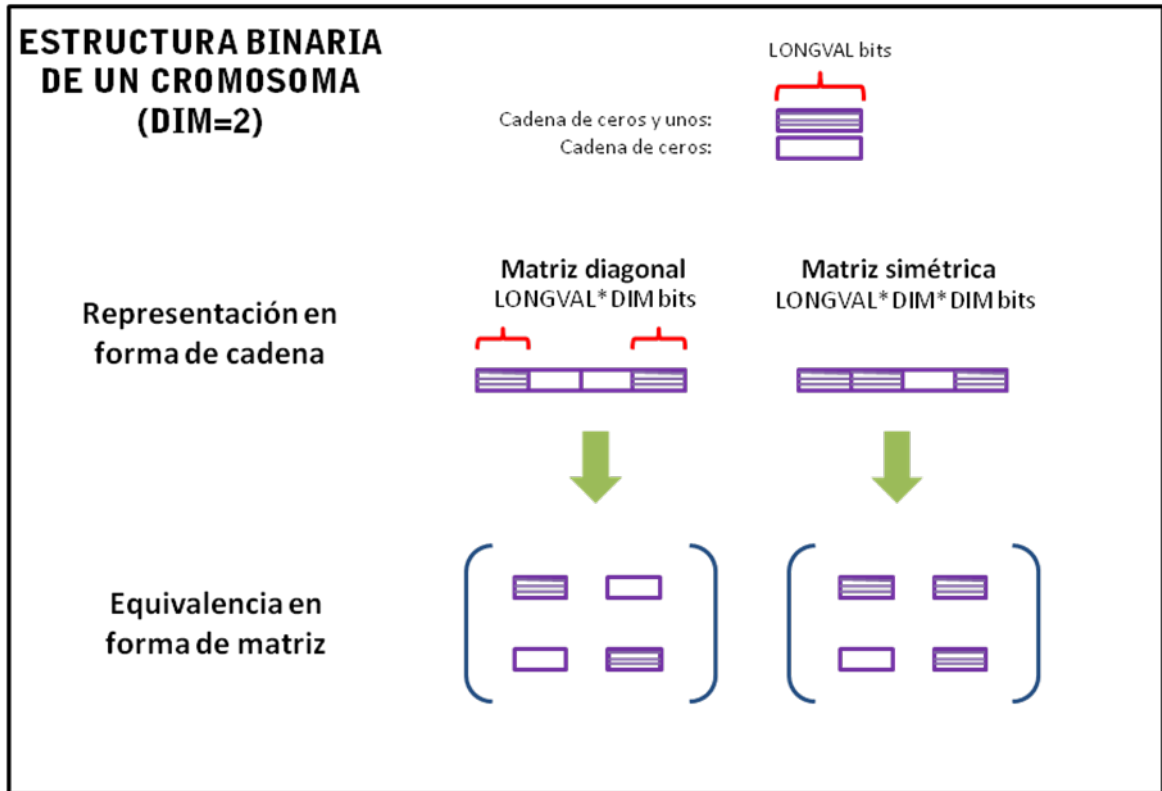 ESTRUCTURA BINARIA
DE UN CROMOSOMA
(DIM=2)
LONGVAL bits
Cadena de ceros y unos:
Cadena de ceros:
Representación en
forma de cadena
Matriz diagonal
LONGVAL* DIM bits
Matriz simétrica
LONGVAL*DIM*DIM bits
Equivalencia en
forma de matriz